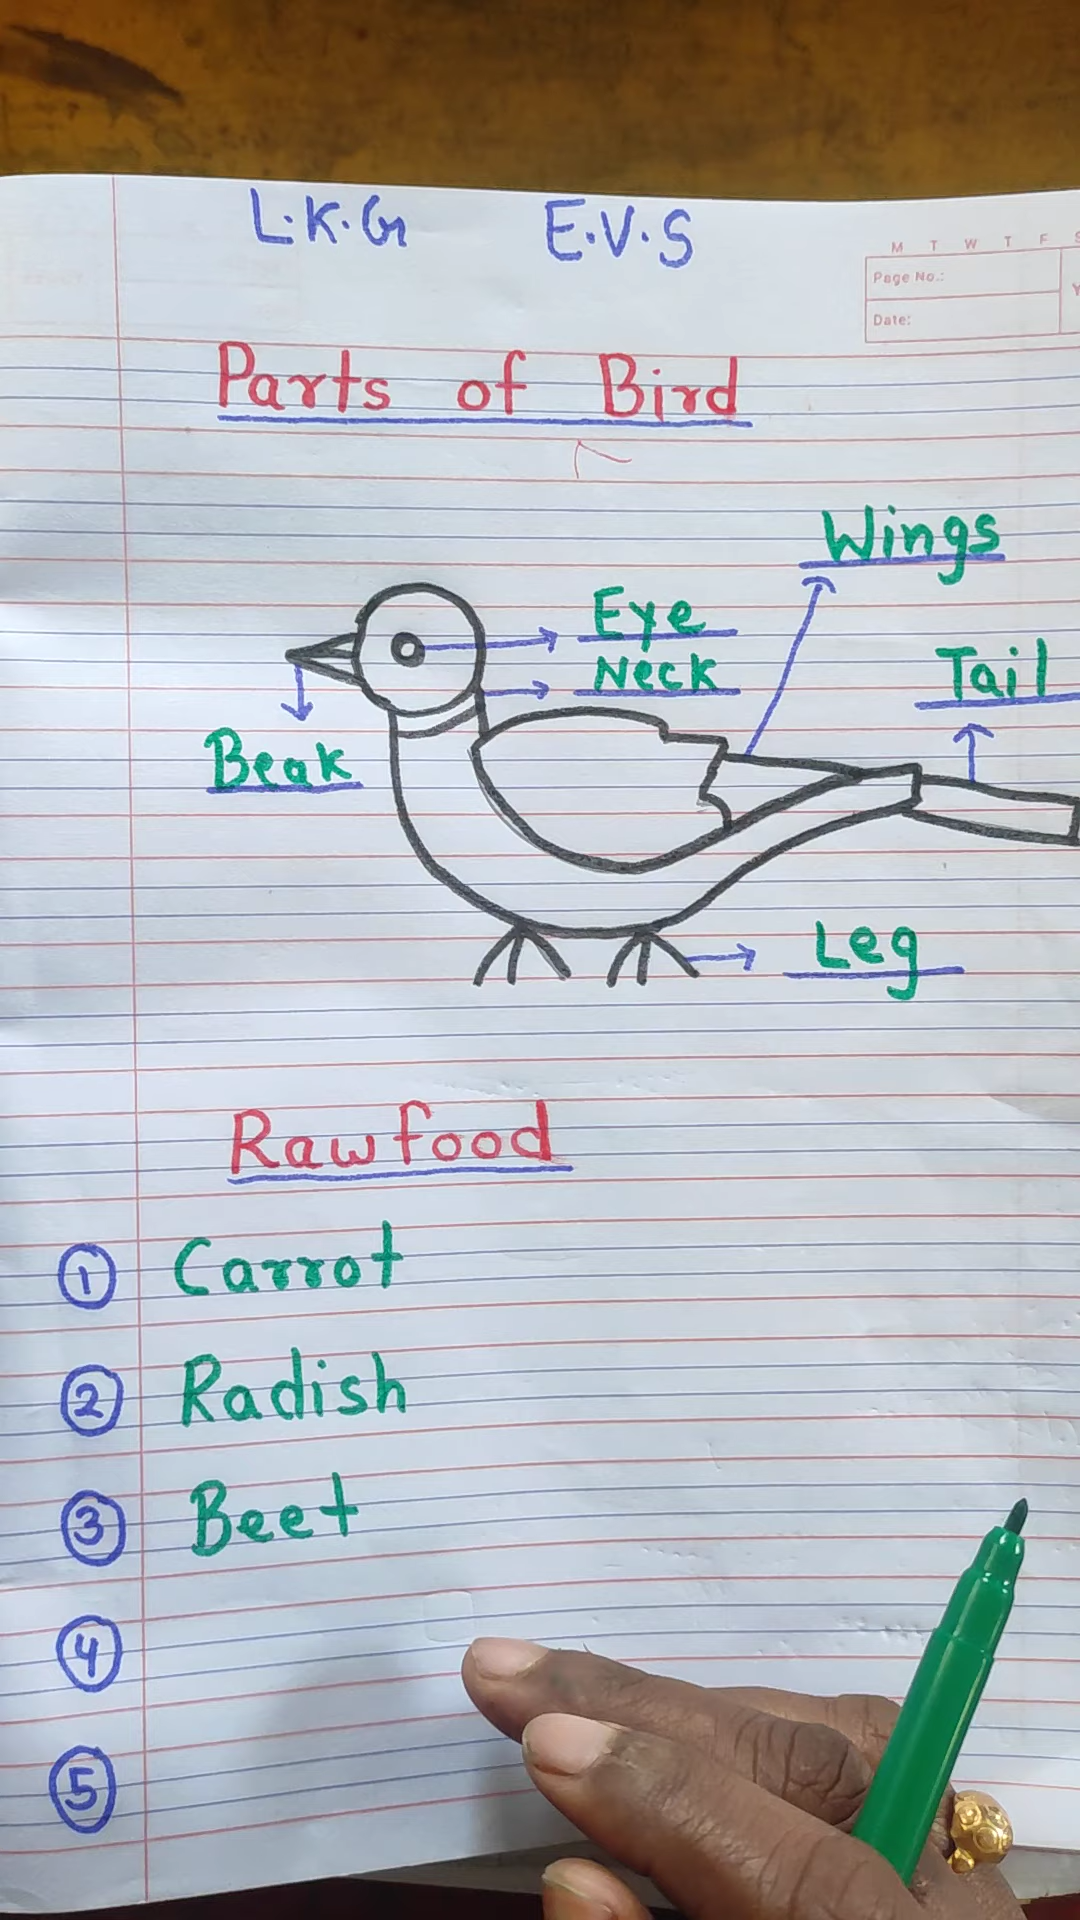 L.K.G E.V.S
M T W T F S
Page No.:
Date:
Y
Parts of Bird
Wings
Eye
Neck
Tail
Beak
Leg
Raw food
1 Carrot
2 Radish
3 Beet
4
5